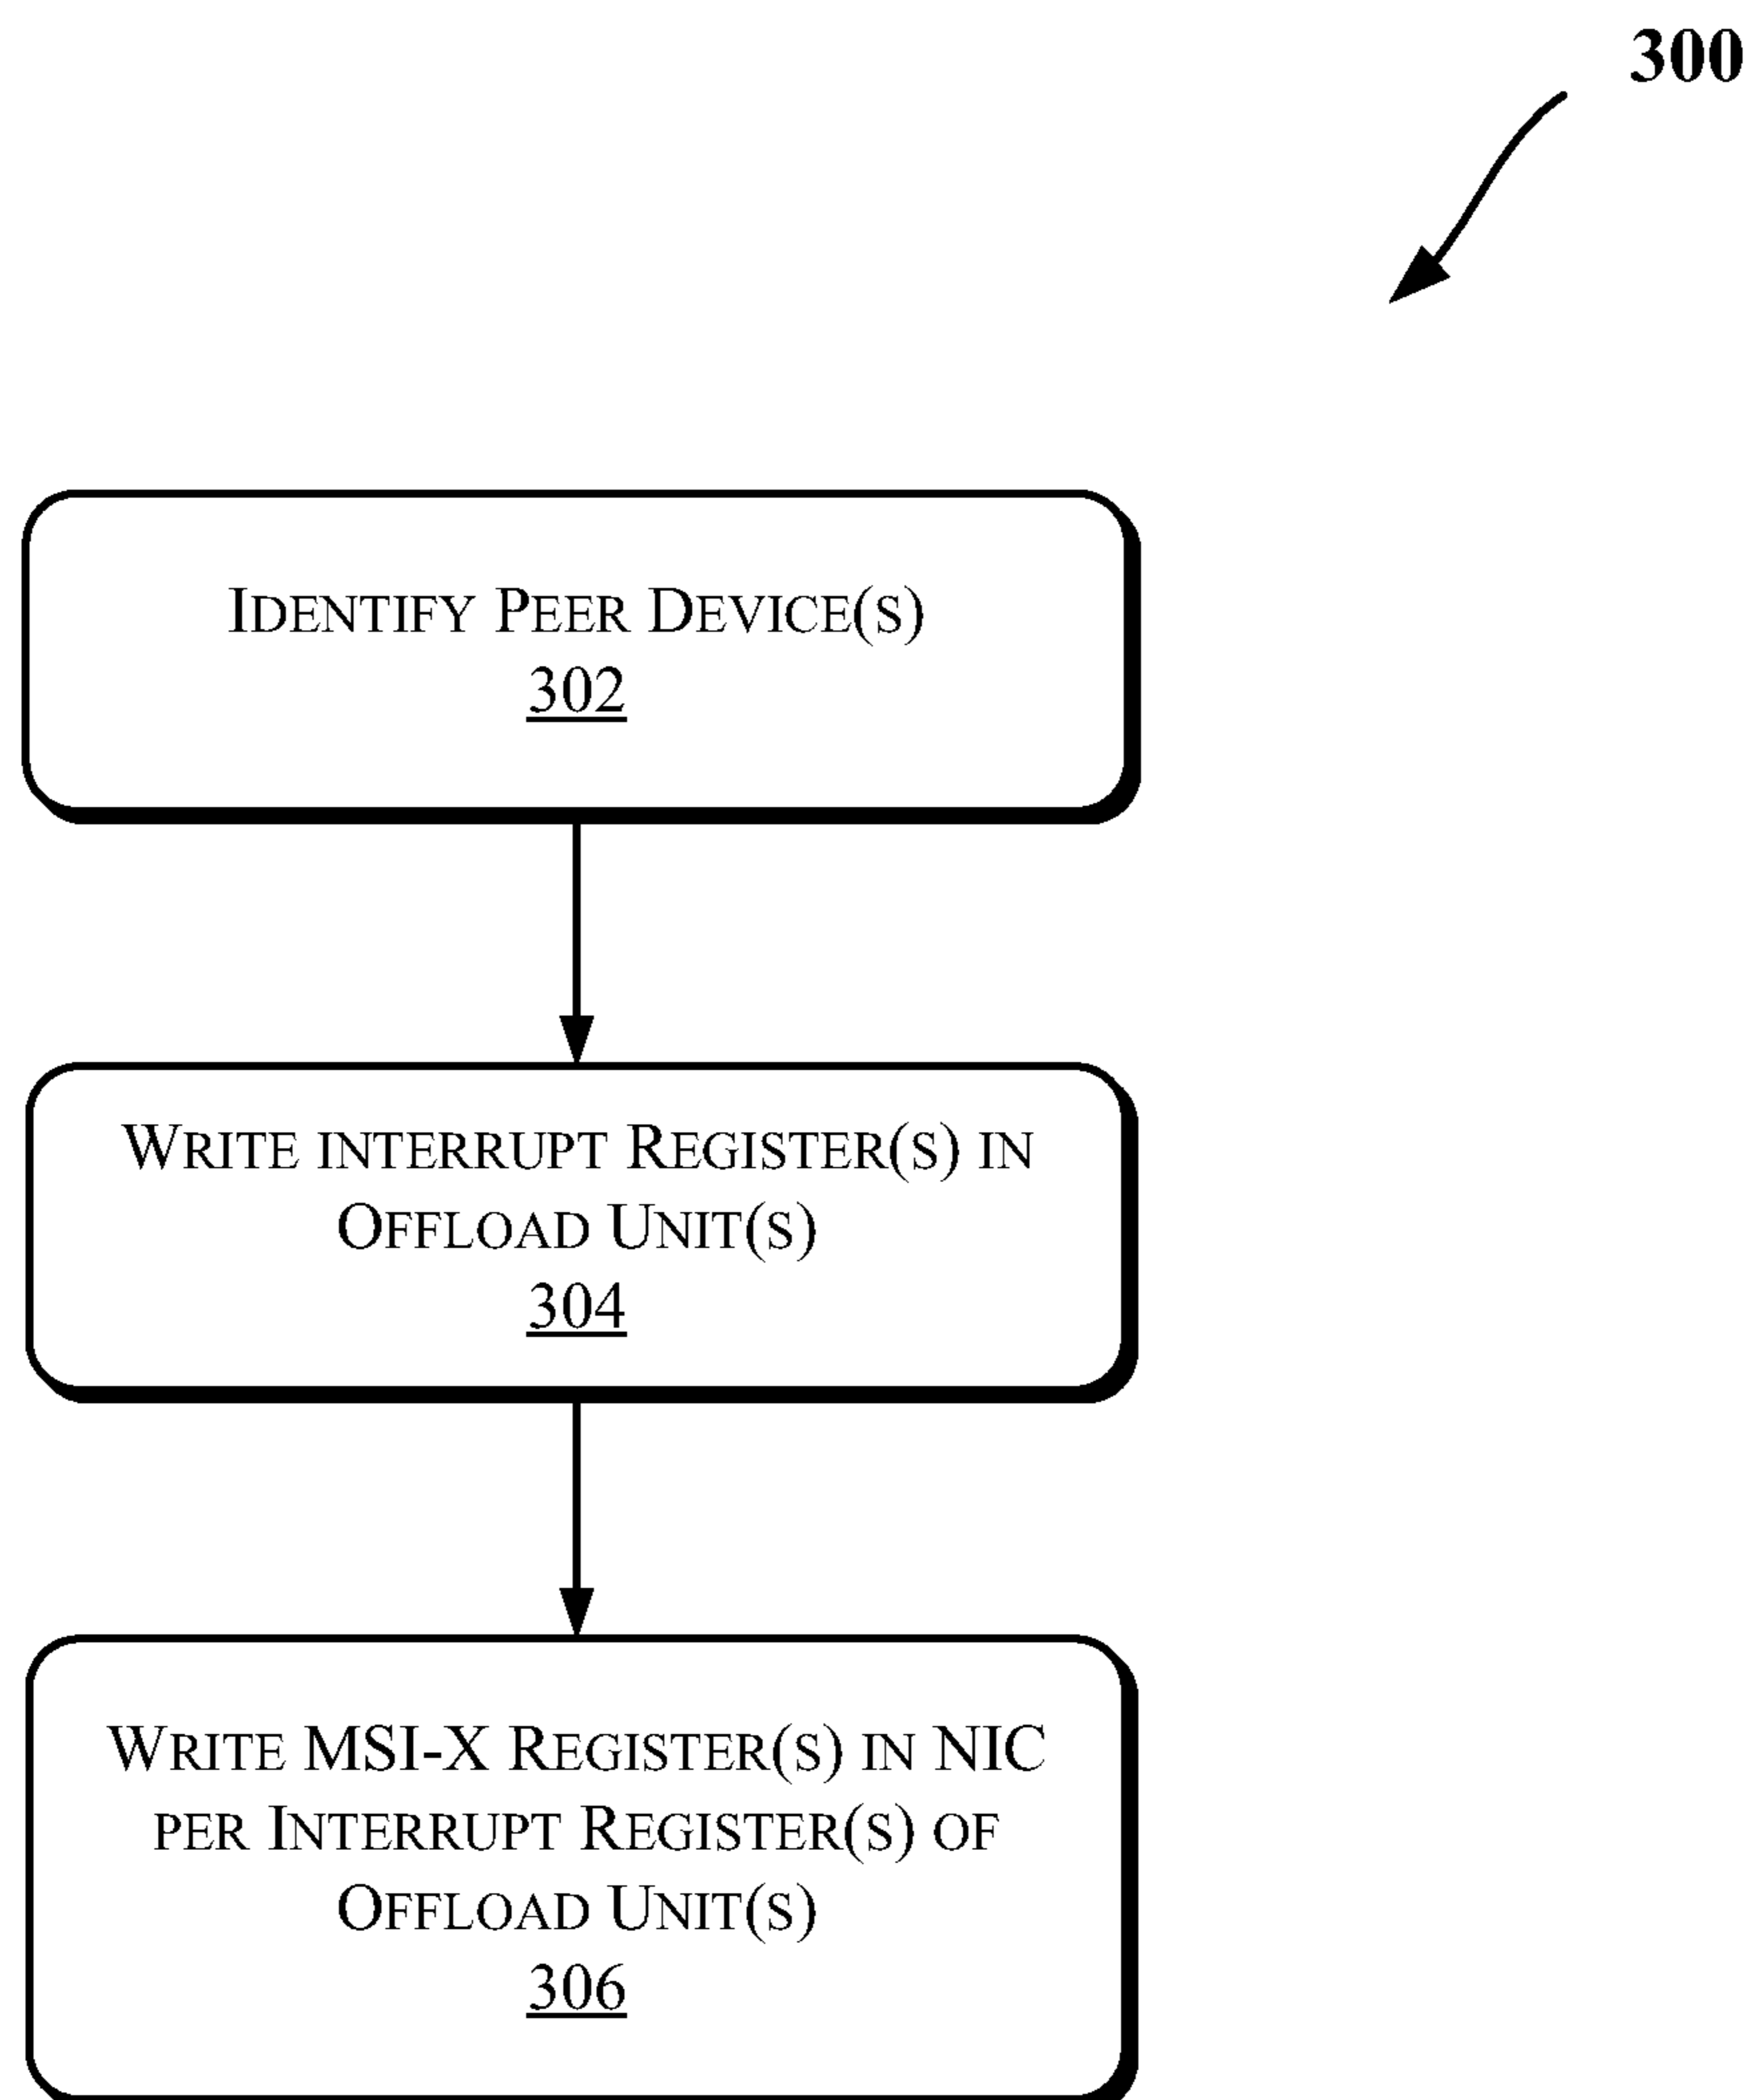 300
Identify Peer Device(s)
302
Write interrupt Register(s) in
Offload Unit(s)
304
Write MSI-X Register(s) in NIC
per Interrupt Register(s) of
Offload Unit(s)
306